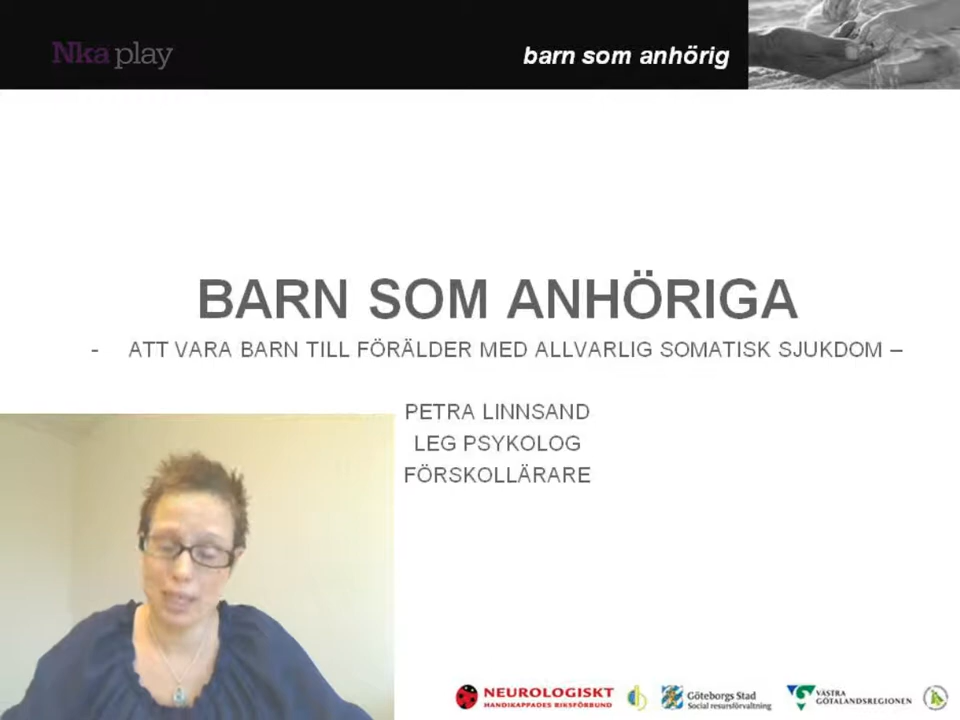 Nka play
barn som anhörig
BARN SOM ANHÖRIGA
- ATT VARA BARN TILL FÖRÄLDER MED ALLVARLIG SOMATISK SJUKDOM –
PETRA LINNSAND
LEG PSYKOLOG
FÖRSKOLLÄRARE
NEUROLOGISKT
HANDIKAPPADES RIKSFÖRBUND
Göteborgs Stad
Social resursförvaltning
VÄSTRA
GÖTALANDSREGIONEN